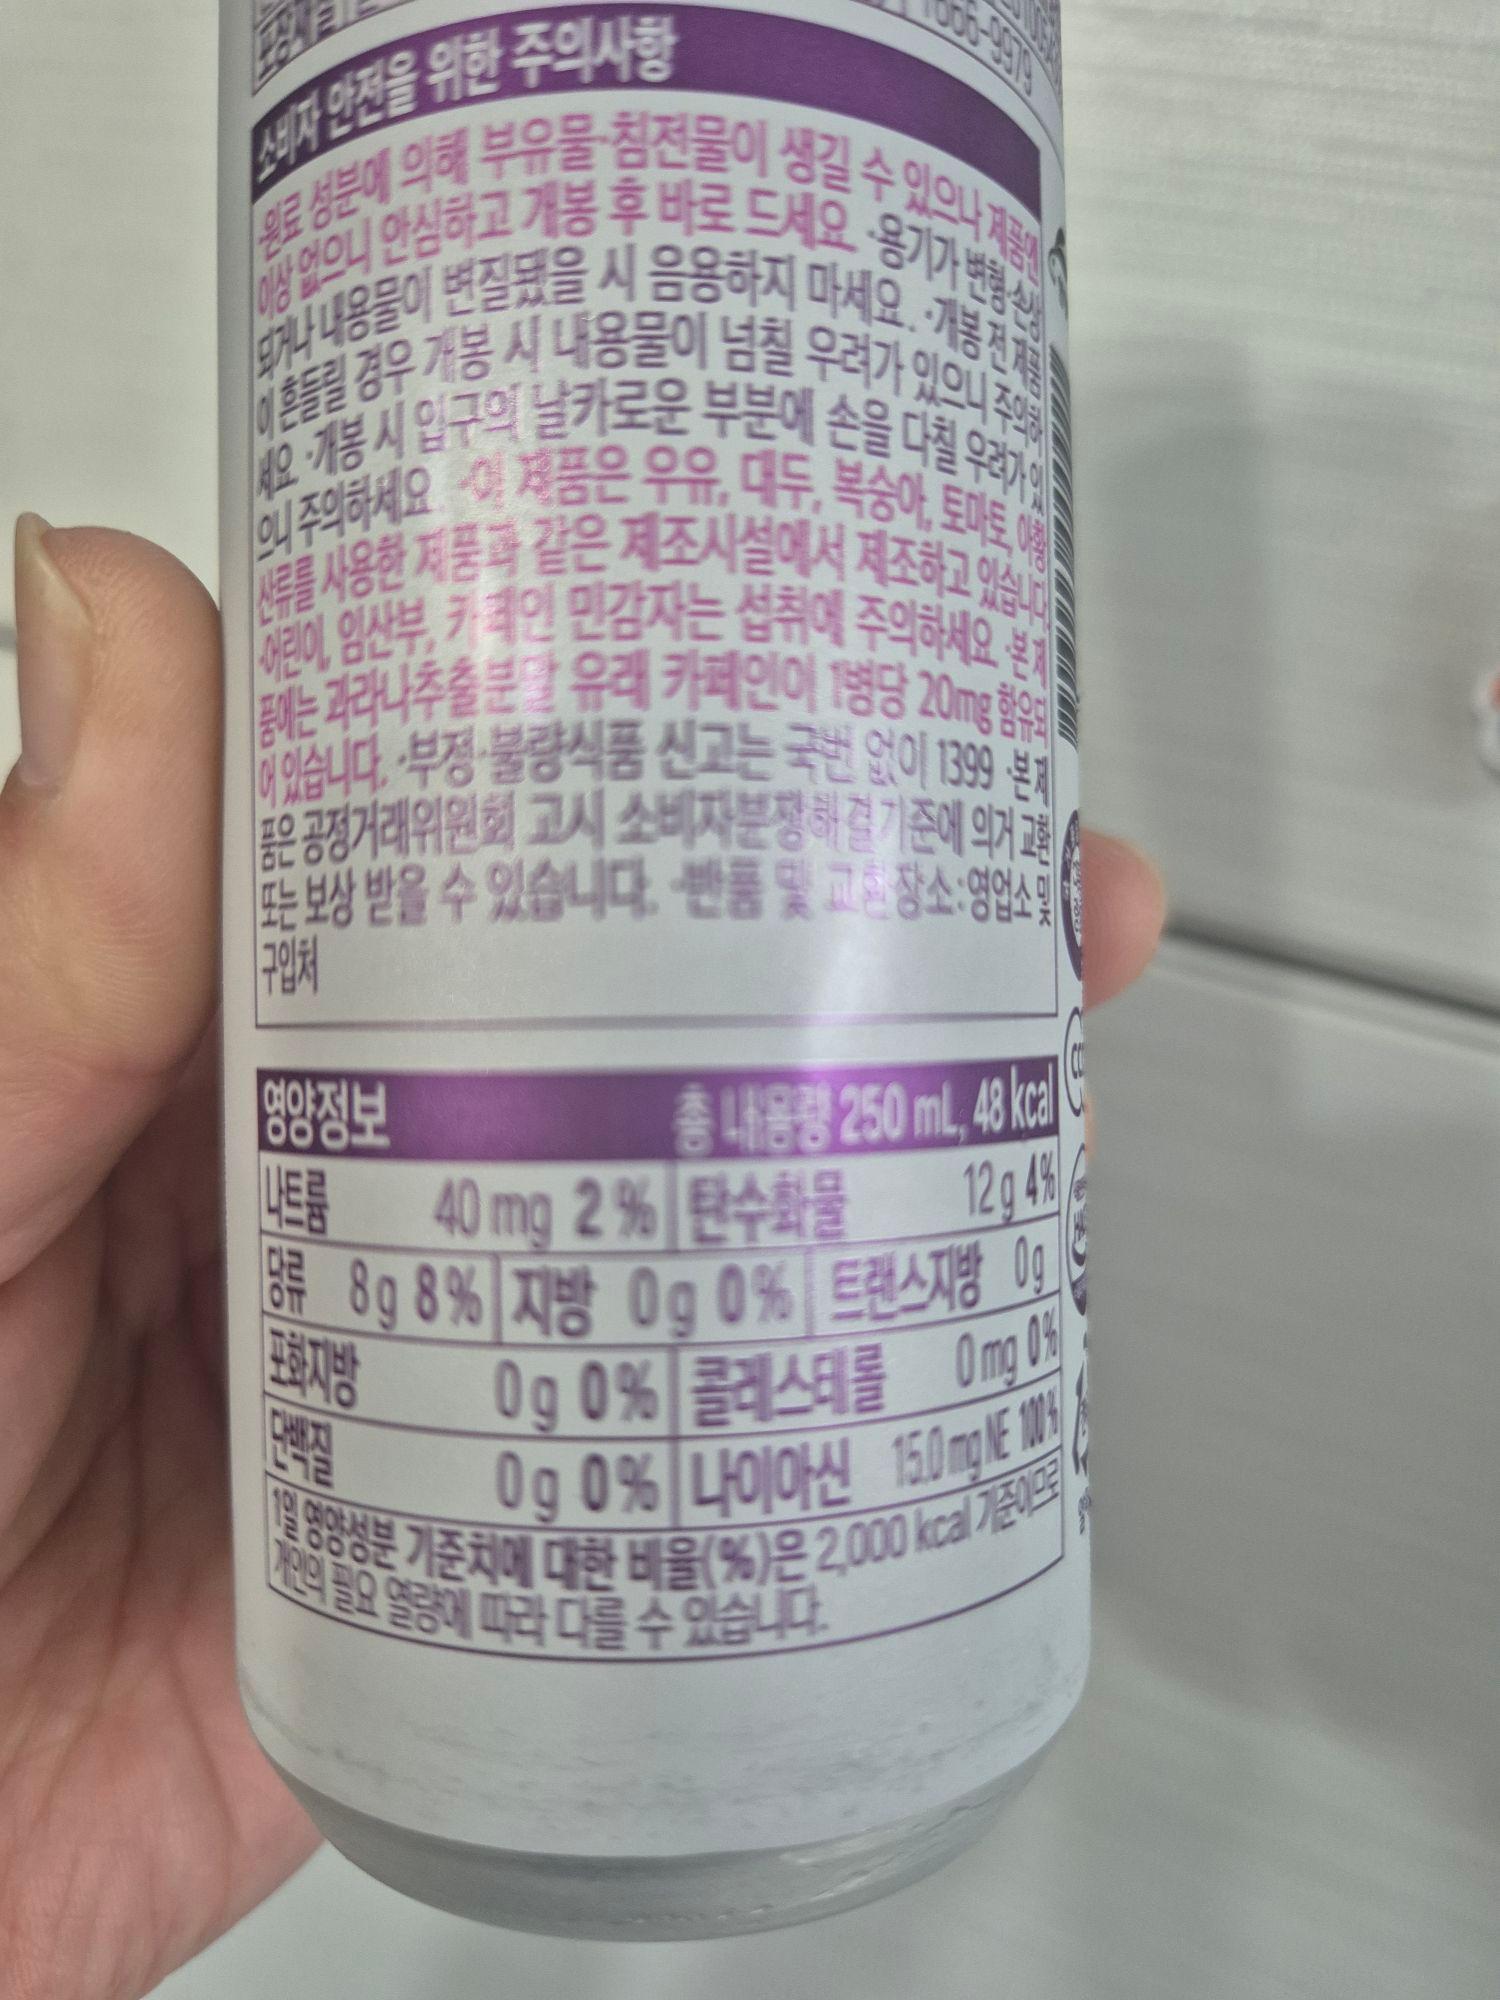 1666-9979
소비자 안전을 위한 주의사항
·원료 성분에 의해 부유물·침전물이 생길 수 있으나 제품엔
이상 없으니 안심하고 개봉 후 바로 드세요. ·용기가 변형·손상
되거나 내용물이 변질됐을 시 음용하지 마세요. ·개봉 전 제품
이 흔들릴 경우 개봉 시 내용물이 넘칠 우려가 있으니 주의하
세요. ·개봉 시 입구의 날카로운 부분에 손을 다칠 우려가 있
으니 주의하세요. ·이 제품은 우유, 대두, 복숭아, 토마토, 아황
산류를 사용한 제품과 같은 제조시설에서 제조하고 있습니다.
·어린이, 임산부, 카페인 민감자는 섭취에 주의하세요. ·본 제
품에는 과라나추출분말 유래 카페인이 1병당 20mg 함유되
어 있습니다. ·부정·불량식품 신고는 국번 없이 1399 ·본 제
품은 공정거래위원회 고시 소비자분쟁해결기준에 의거 교환
또는 보상 받을 수 있습니다. ·반품 및 교환장소:영업소 및
구입처
영양정보 총 내용량 250 mL, 48 kcal
나트륨 40 mg 2 % 탄수화물 12 g 4%
당류 8 g 8 % 지방 0 g 0 % 트랜스지방 0 g
포화지방 0 g 0 % 콜레스테롤 0 mg 0 %
단백질 0 g 0 % 나이아신 15.0 mg NE 100 %
1일 영양성분 기준치에 대한 비율(%)은 2,000 kcal 기준이므로
개인의 필요 열량에 따라 다를 수 있습니다.